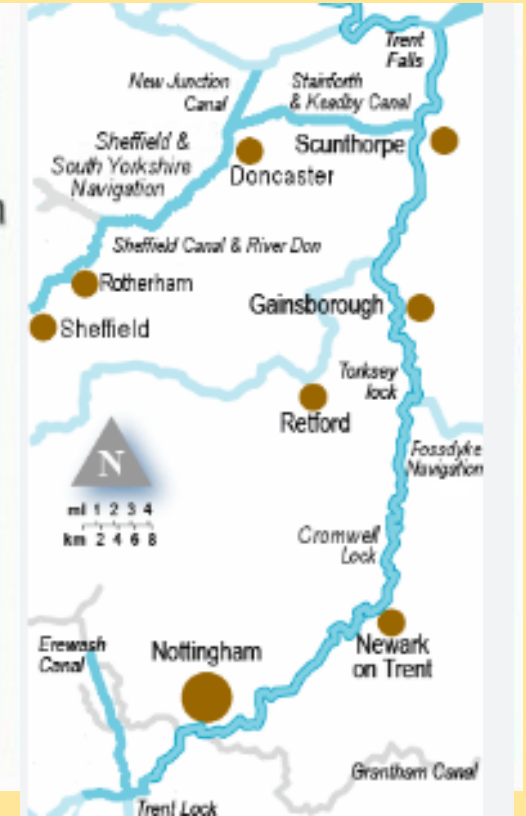 Trent
Falls
New Junction
Canal
Stainforth
& Keadby Canal
Sheffield &
South Yorkshire
Navigation
Scunthorpe
Doncaster
Sheffield Canal & River Don
Rotherham
Gainsborough
Sheffield
Torksey
lock
Retford
Fossdyke
Navigation
N
ml 1 2 3 4
km 2 4 6 8
Cromwell
Lock
Erewash
Canal
Nottingham
Newark
on Trent
Grantham Canal
Trent Lock